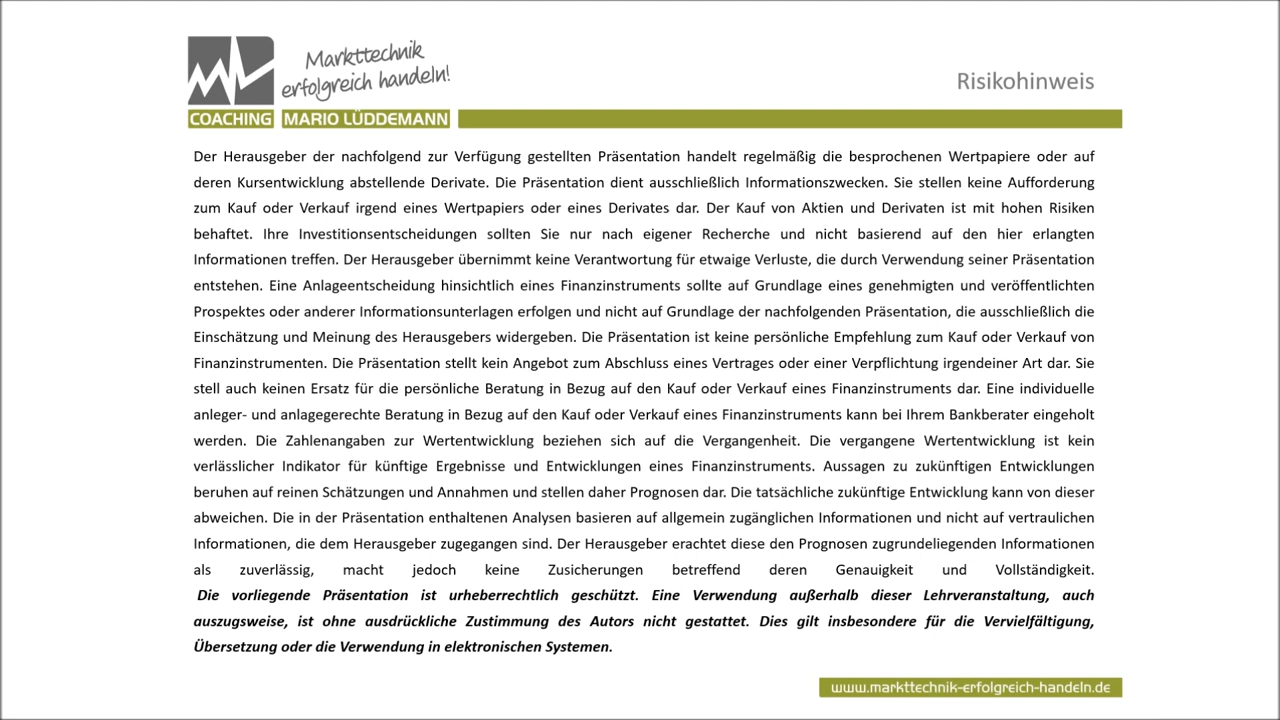 Markttechnik
erfolgreich handeln!
COACHING MARIO LÜDDEMANN
Risikohinweis
Der Herausgeber der nachfolgend zur Verfügung gestellten Präsentation handelt regelmäßig die besprochenen Wertpapiere oder auf
deren Kursentwicklung abstellende Derivate. Die Präsentation dient ausschließlich Informationszwecken. Sie stellen keine Aufforderung
zum Kauf oder Verkauf irgend eines Wertpapiers oder eines Derivates dar. Der Kauf von Aktien und Derivaten ist mit hohen Risiken
behaftet. Ihre Investitionsentscheidungen sollten Sie nur nach eigener Recherche und nicht basierend auf den hier erlangten
Informationen treffen. Der Herausgeber übernimmt keine Verantwortung für etwaige Verluste, die durch Verwendung seiner Präsentation
entstehen. Eine Anlageentscheidung hinsichtlich eines Finanzinstruments sollte auf Grundlage eines genehmigten und veröffentlichten
Prospektes oder anderer Informationsunterlagen erfolgen und nicht auf Grundlage der nachfolgenden Präsentation, die ausschließlich die
Einschätzung und Meinung des Herausgebers widergeben. Die Präsentation ist keine persönliche Empfehlung zum Kauf oder Verkauf von
Finanzinstrumenten. Die Präsentation stellt kein Angebot zum Abschluss eines Vertrages oder einer Verpflichtung irgendeiner Art dar. Sie
stell auch keinen Ersatz für die persönliche Beratung in Bezug auf den Kauf oder Verkauf eines Finanzinstruments dar. Eine individuelle
anleger- und anlagegerechte Beratung in Bezug auf den Kauf oder Verkauf eines Finanzinstruments kann bei Ihrem Bankberater eingeholt
werden. Die Zahlenangaben zur Wertentwicklung beziehen sich auf die Vergangenheit. Die vergangene Wertentwicklung ist kein
verlässlicher Indikator für künftige Ergebnisse und Entwicklungen eines Finanzinstruments. Aussagen zu zukünftigen Entwicklungen
beruhen auf reinen Schätzungen und Annahmen und stellen daher Prognosen dar. Die tatsächliche zukünftige Entwicklung kann von dieser
abweichen. Die in der Präsentation enthaltenen Analysen basieren auf allgemein zugänglichen Informationen und nicht auf vertraulichen
Informationen, die dem Herausgeber zugegangen sind. Der Herausgeber erachtet diese den Prognosen zugrundeliegenden Informationen
als zuverlässig, macht jedoch keine Zusicherungen betreffend deren Genauigkeit und Vollständigkeit.
Die vorliegende Präsentation ist urheberrechtlich geschützt. Eine Verwendung außerhalb dieser Lehrveranstaltung, auch
auszugsweise, ist ohne ausdrückliche Zustimmung des Autors nicht gestattet. Dies gilt insbesondere für die Vervielfältigung,
Übersetzung oder die Verwendung in elektronischen Systemen.
www.markttechnik-erfolgreich-handeln.de